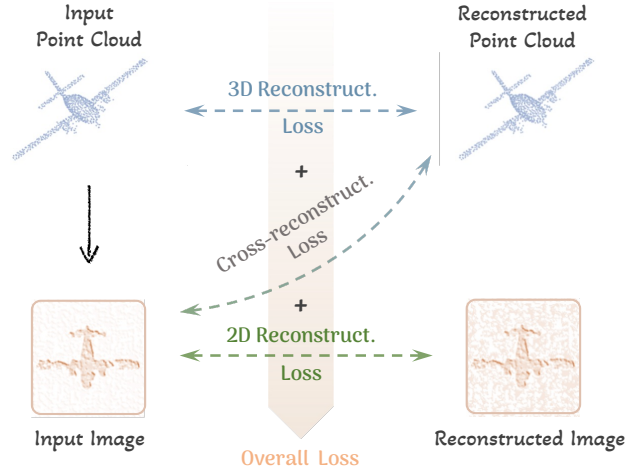 Input
Point Cloud
Reconstructed
Point Cloud
3D Reconstruct.
Loss
+
Cross-reconstruct.
Loss
+
2D Reconstruct.
Loss
Input Image
Reconstructed Image
Overall Loss